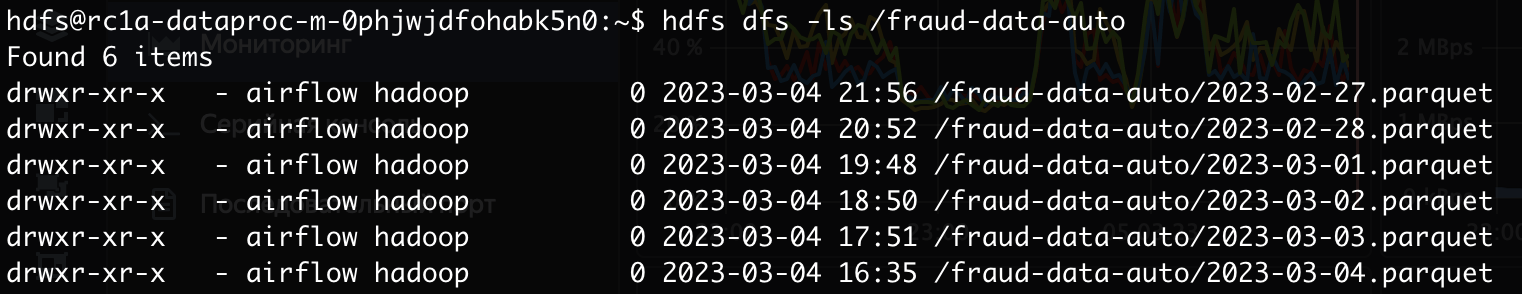 hdfs@rc1a-dataproc-m-0phjwjdfohabk5n0:~$ hdfs dfs -ls /fraud-data-auto
Found 6 items
drwxr-xr-x   - airflow hadoop          0 2023-03-04 21:56 /fraud-data-auto/2023-02-27.parquet
drwxr-xr-x   - airflow hadoop          0 2023-03-04 20:52 /fraud-data-auto/2023-02-28.parquet
drwxr-xr-x   - airflow hadoop          0 2023-03-04 19:48 /fraud-data-auto/2023-03-01.parquet
drwxr-xr-x   - airflow hadoop          0 2023-03-04 18:50 /fraud-data-auto/2023-03-02.parquet
drwxr-xr-x   - airflow hadoop          0 2023-03-04 17:51 /fraud-data-auto/2023-03-03.parquet
drwxr-xr-x   - airflow hadoop          0 2023-03-04 16:35 /fraud-data-auto/2023-03-04.parquet
Мониторинг
40 %
2 MBps